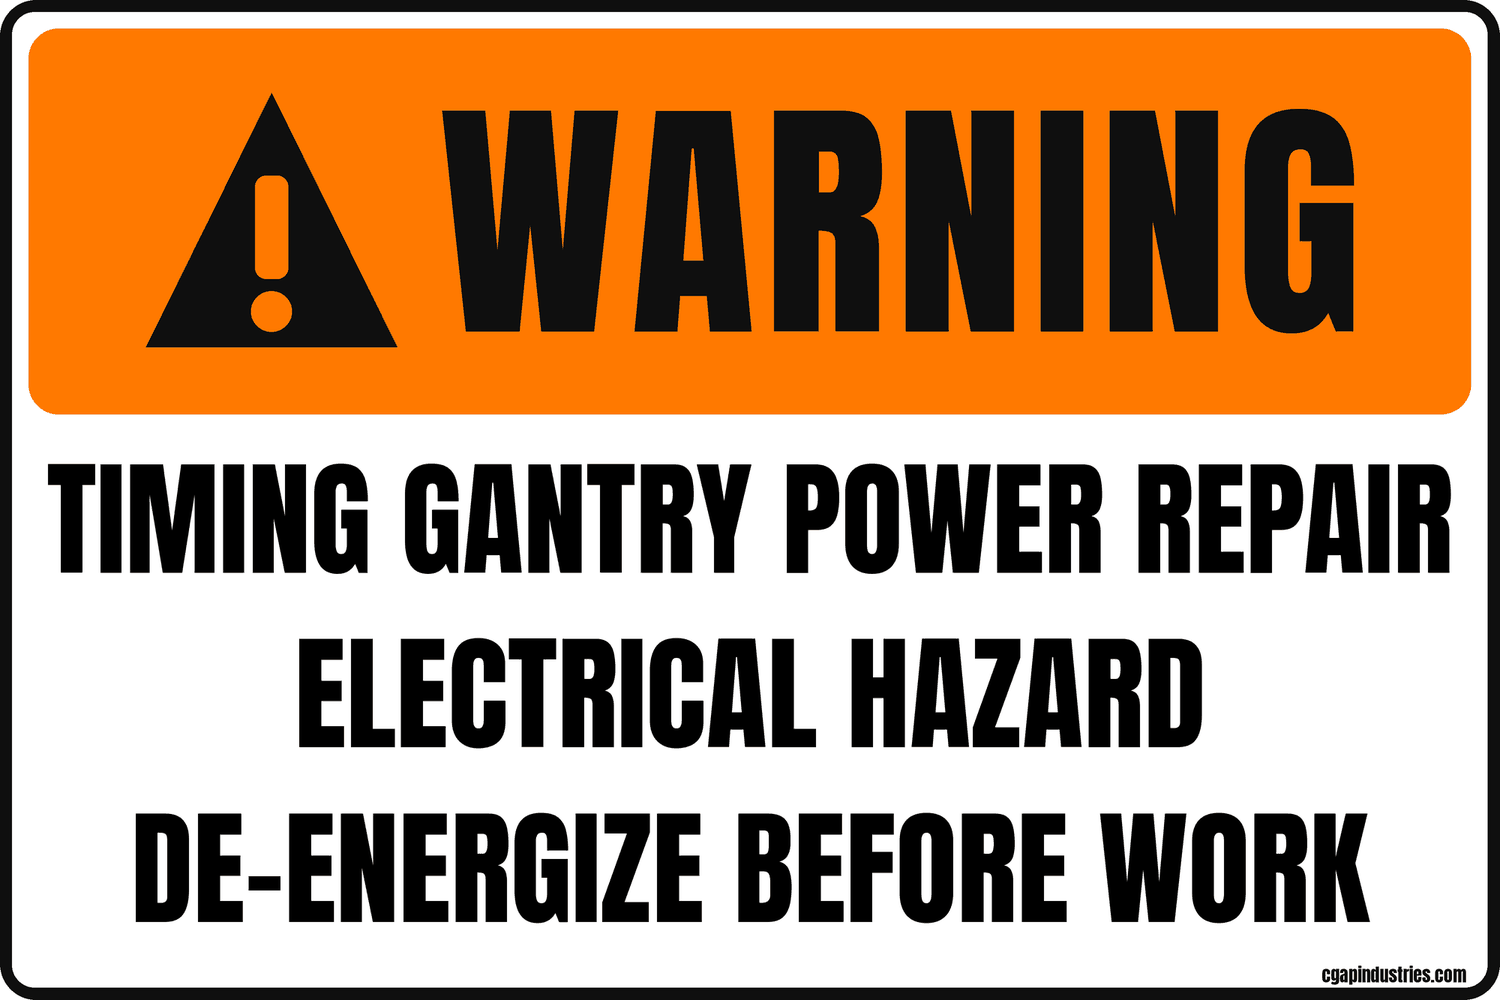 WARNING
TIMING GANTRY POWER REPAIR
ELECTRICAL HAZARD
DE-ENERGIZE BEFORE WORK
cgapindustries.com